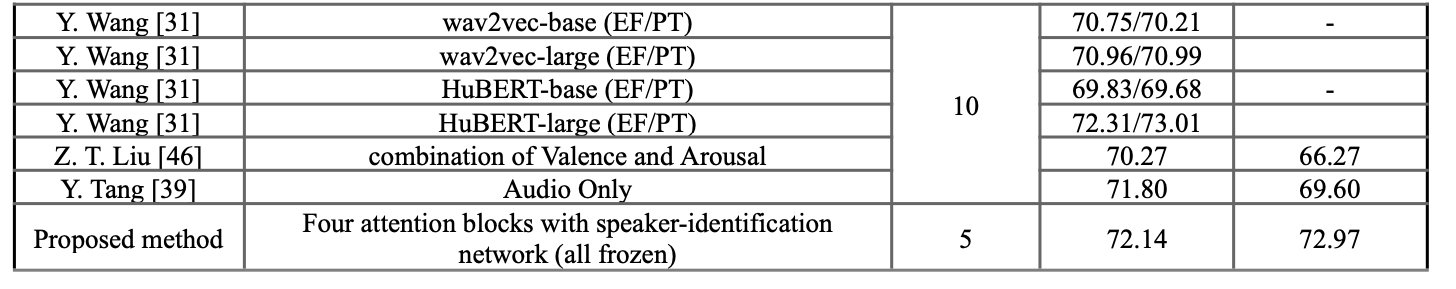 Y. Wang [31] wav2vec-base (EF/PT) 70.75/70.21 -
Y. Wang [31] wav2vec-large (EF/PT) 70.96/70.99
Y. Wang [31] HuBERT-base (EF/PT) 69.83/69.68 -
10
Y. Wang [31] HuBERT-large (EF/PT) 72.31/73.01
Z. T. Liu [46] combination of Valence and Arousal 70.27 66.27
Y. Tang [39] Audio Only 71.80 69.60
Four attention blocks with speaker-identification
Proposed method 5 72.14 72.97
network (all frozen)